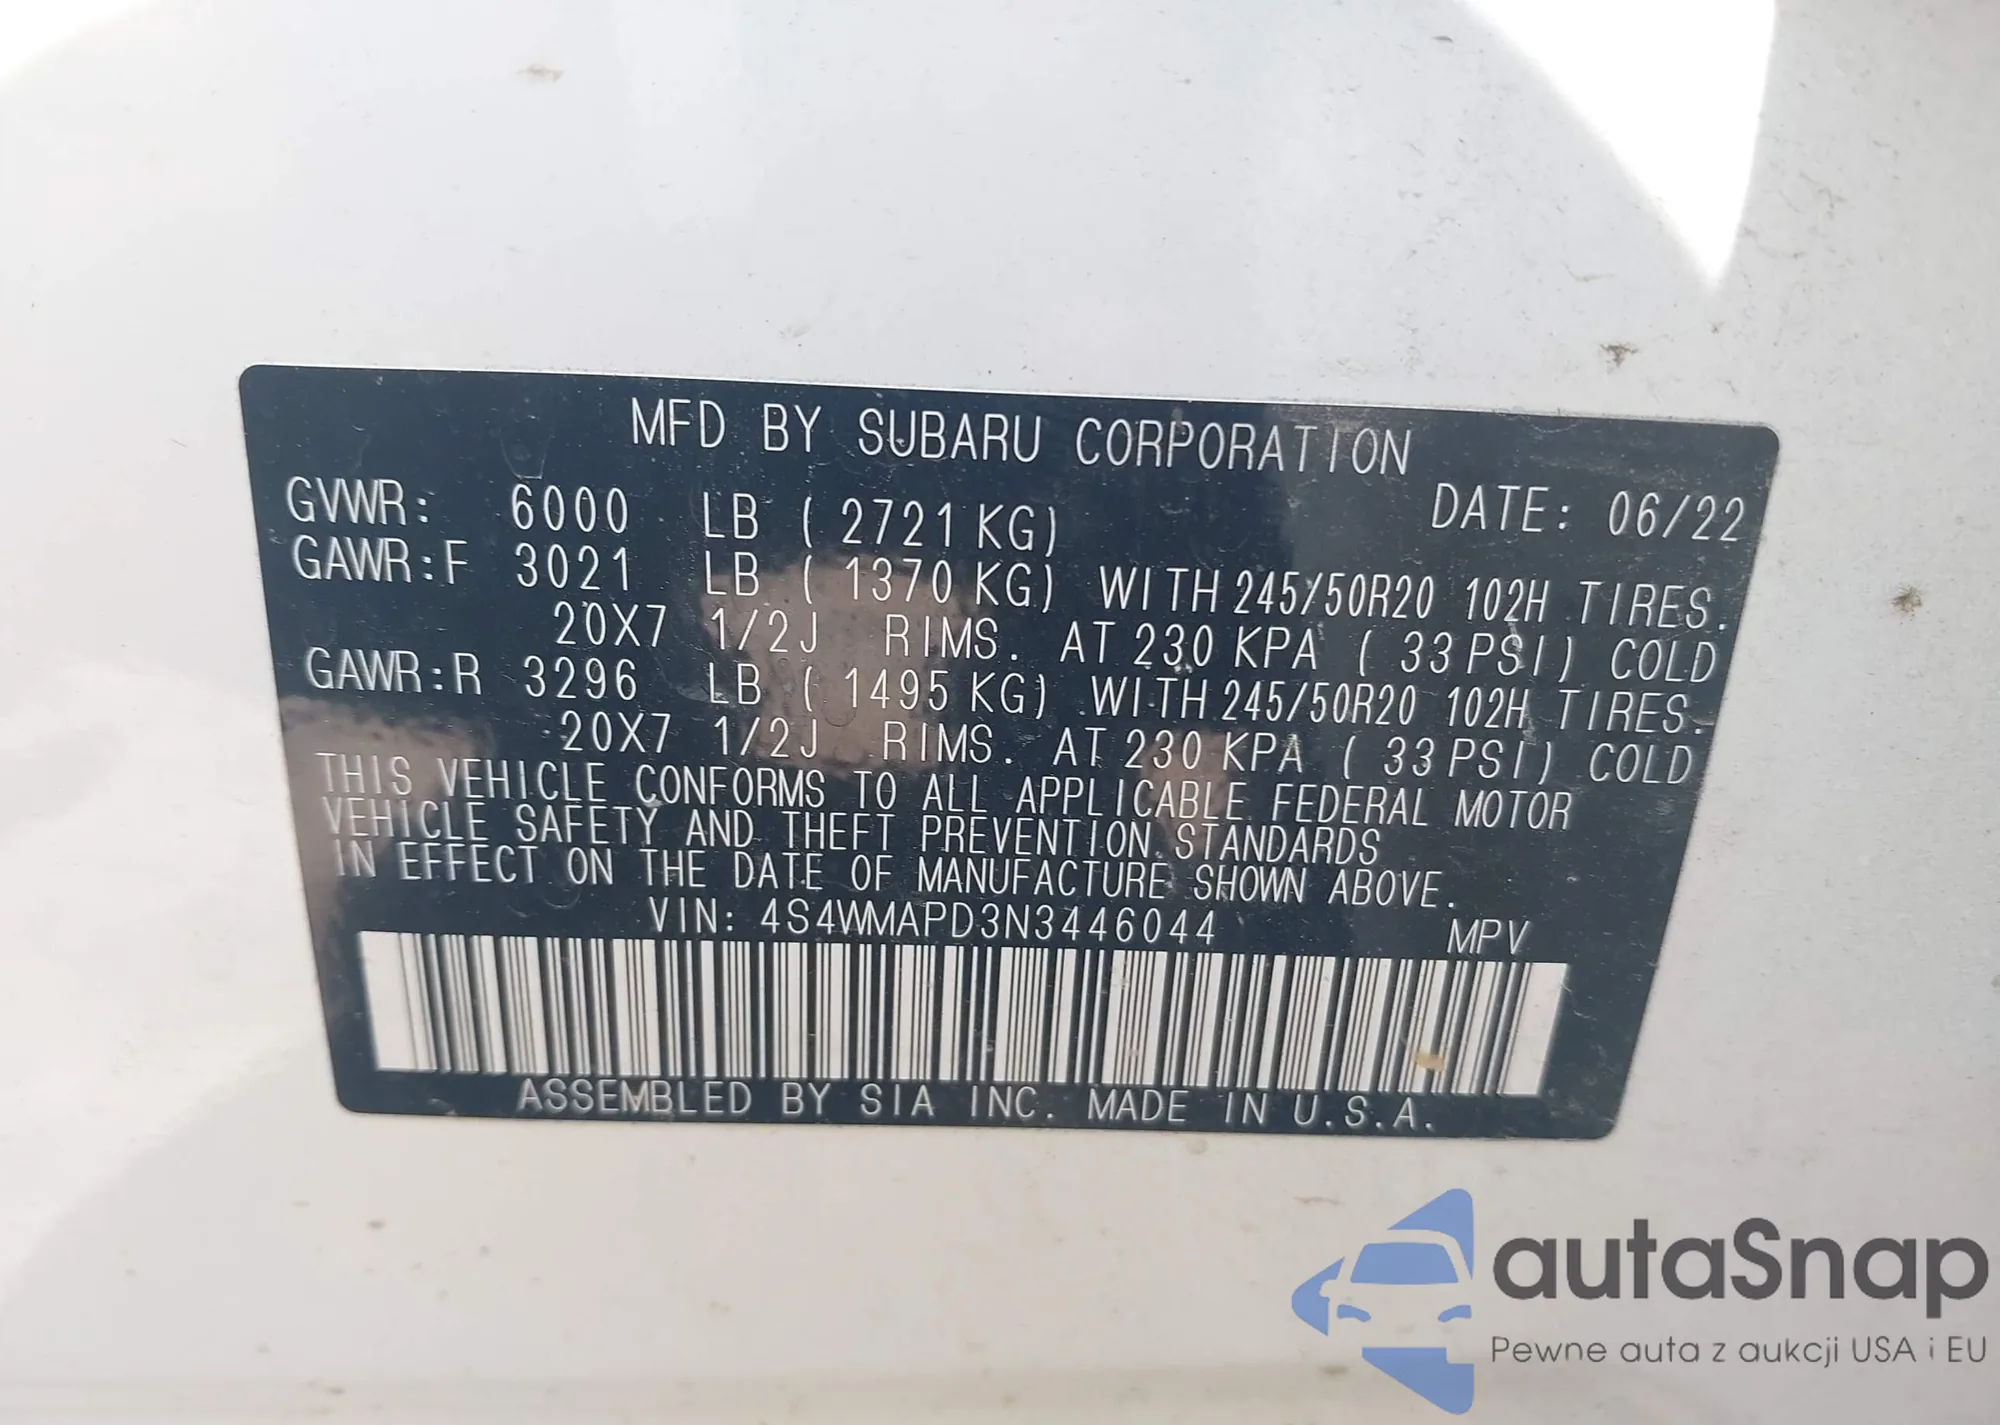 MFD BY SUBARU CORPORATION
GVWR: 6000 LB ( 2721 KG) DATE: 06/22
GAWR:F 3021 LB ( 1370 KG) WITH 245/50R20 102H TIRES.
20X7 1/2J RIMS. AT 230 KPA ( 33 PSI) COLD
GAWR:R 3296 LB ( 1495 KG) WITH 245/50R20 102H TIRES.
20X7 1/2J RIMS. AT 230 KPA ( 33 PSI) COLD
THIS VEHICLE CONFORMS TO ALL APPLICABLE FEDERAL MOTOR
VEHICLE SAFETY AND THEFT PREVENTION STANDARDS
IN EFFECT ON THE DATE OF MANUFACTURE SHOWN ABOVE.
VIN: 4S4WMAPD3N3446044 MPV
ASSEMBLED BY SIA INC. MADE IN U.S.A.
autaSnap
Pewne auta z aukcji USA i EU